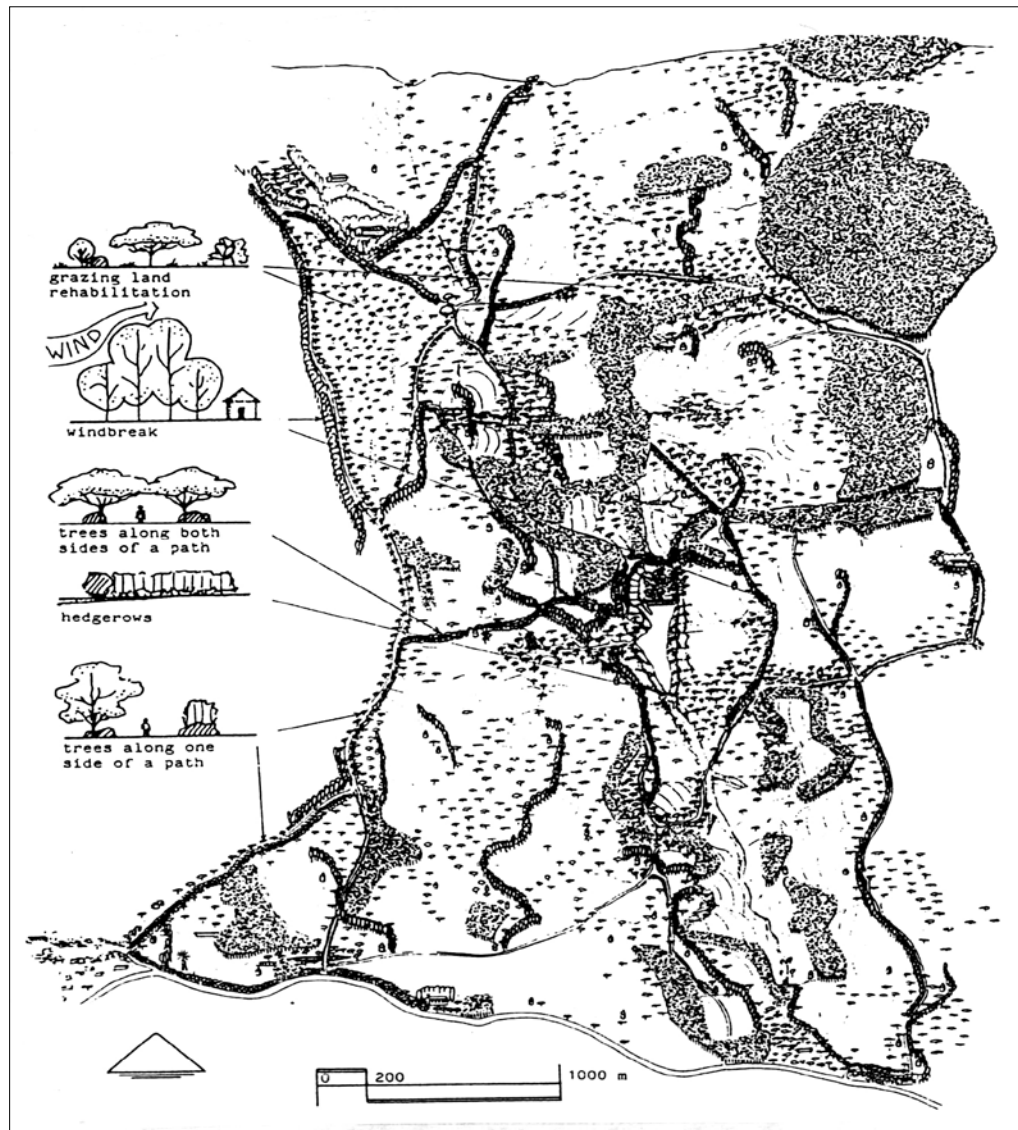 grazing land
rehabilitation
WIND
windbreak
trees along both
sides of a path
hedgerows
trees along one
side of a path
0 200 1000 m